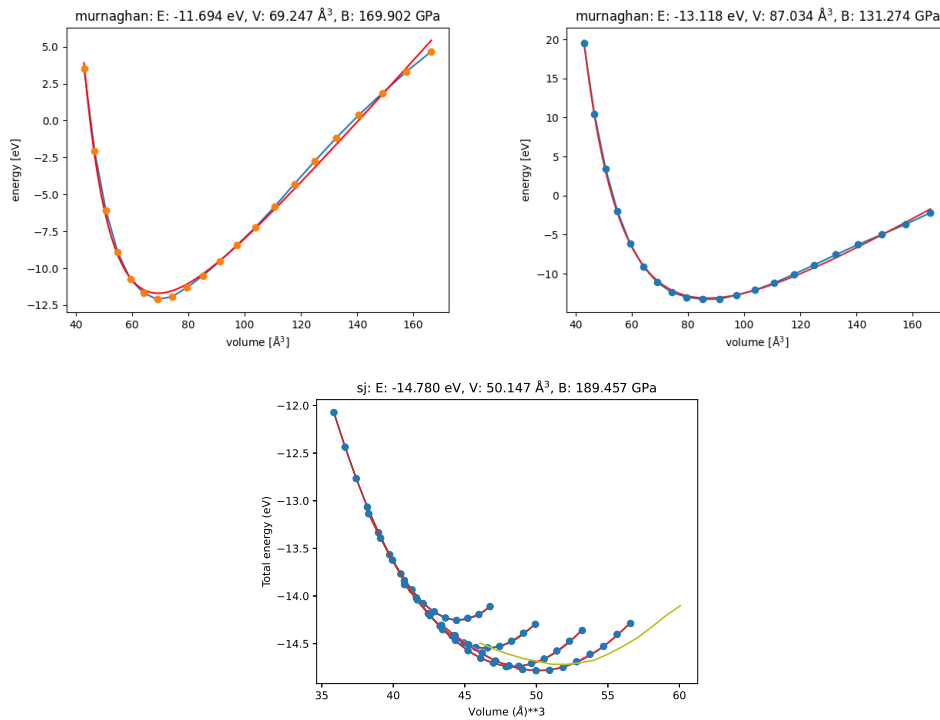 murnaghan: E: -11.694 eV, V: 69.247 Å³, B: 169.902 GPa
5.0
2.5
0.0
−2.5
−5.0
−7.5
−10.0
−12.5
energy [eV]
40 60 80 100 120 140 160
volume [Å³]
murnaghan: E: -13.118 eV, V: 87.034 Å³, B: 131.274 GPa
20
15
10
5
0
−5
−10
energy [eV]
40 60 80 100 120 140 160
volume [Å³]
sj: E: -14.780 eV, V: 50.147 Å³, B: 189.457 GPa
−12.0
−12.5
−13.0
−13.5
−14.0
−14.5
Total energy (eV)
35 40 45 50 55 60
Volume (Å)**3